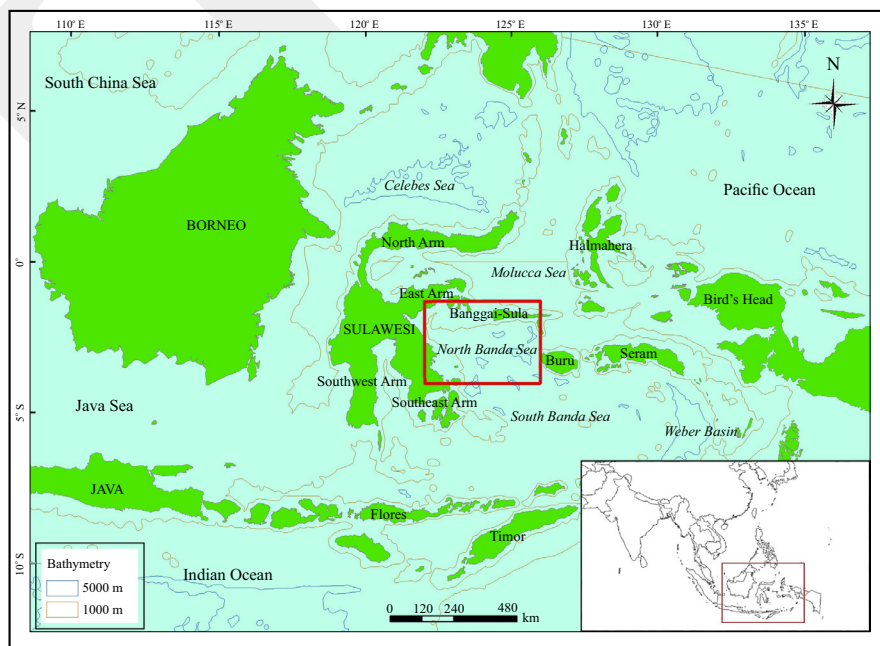 110°E
115°E
120°E
125°E
130°E
135°E
South China Sea
N
5°N
Celebes Sea
Pacific Ocean
BORNEO
North Arm
Halmahera
0°
Molucca Sea
East Arm
Bird's Head
Banggai-Sula
SULAWESI
North Banda Sea
Buru
Seram
Southwest Arm
Java Sea
Southeast Arm
5°S
South Banda Sea
Weber Basin
JAVA
Flores
Timor
10°S
Indian Ocean
Bathymetry
5000 m
1000 m
0 120 240 480
km